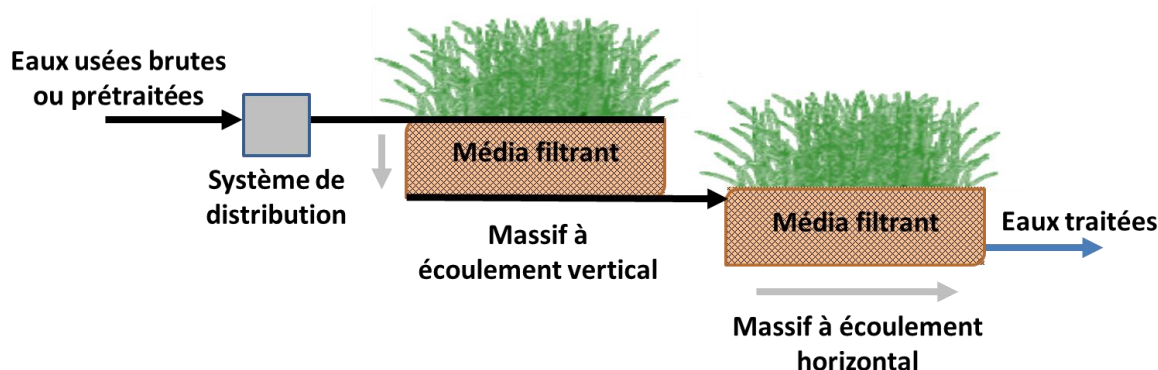 Eaux usées brutes
ou prétraitées
Système de
distribution
Média filtrant
Massif à
écoulement vertical
Média filtrant
Eaux traitées
Massif à écoulement
horizontal